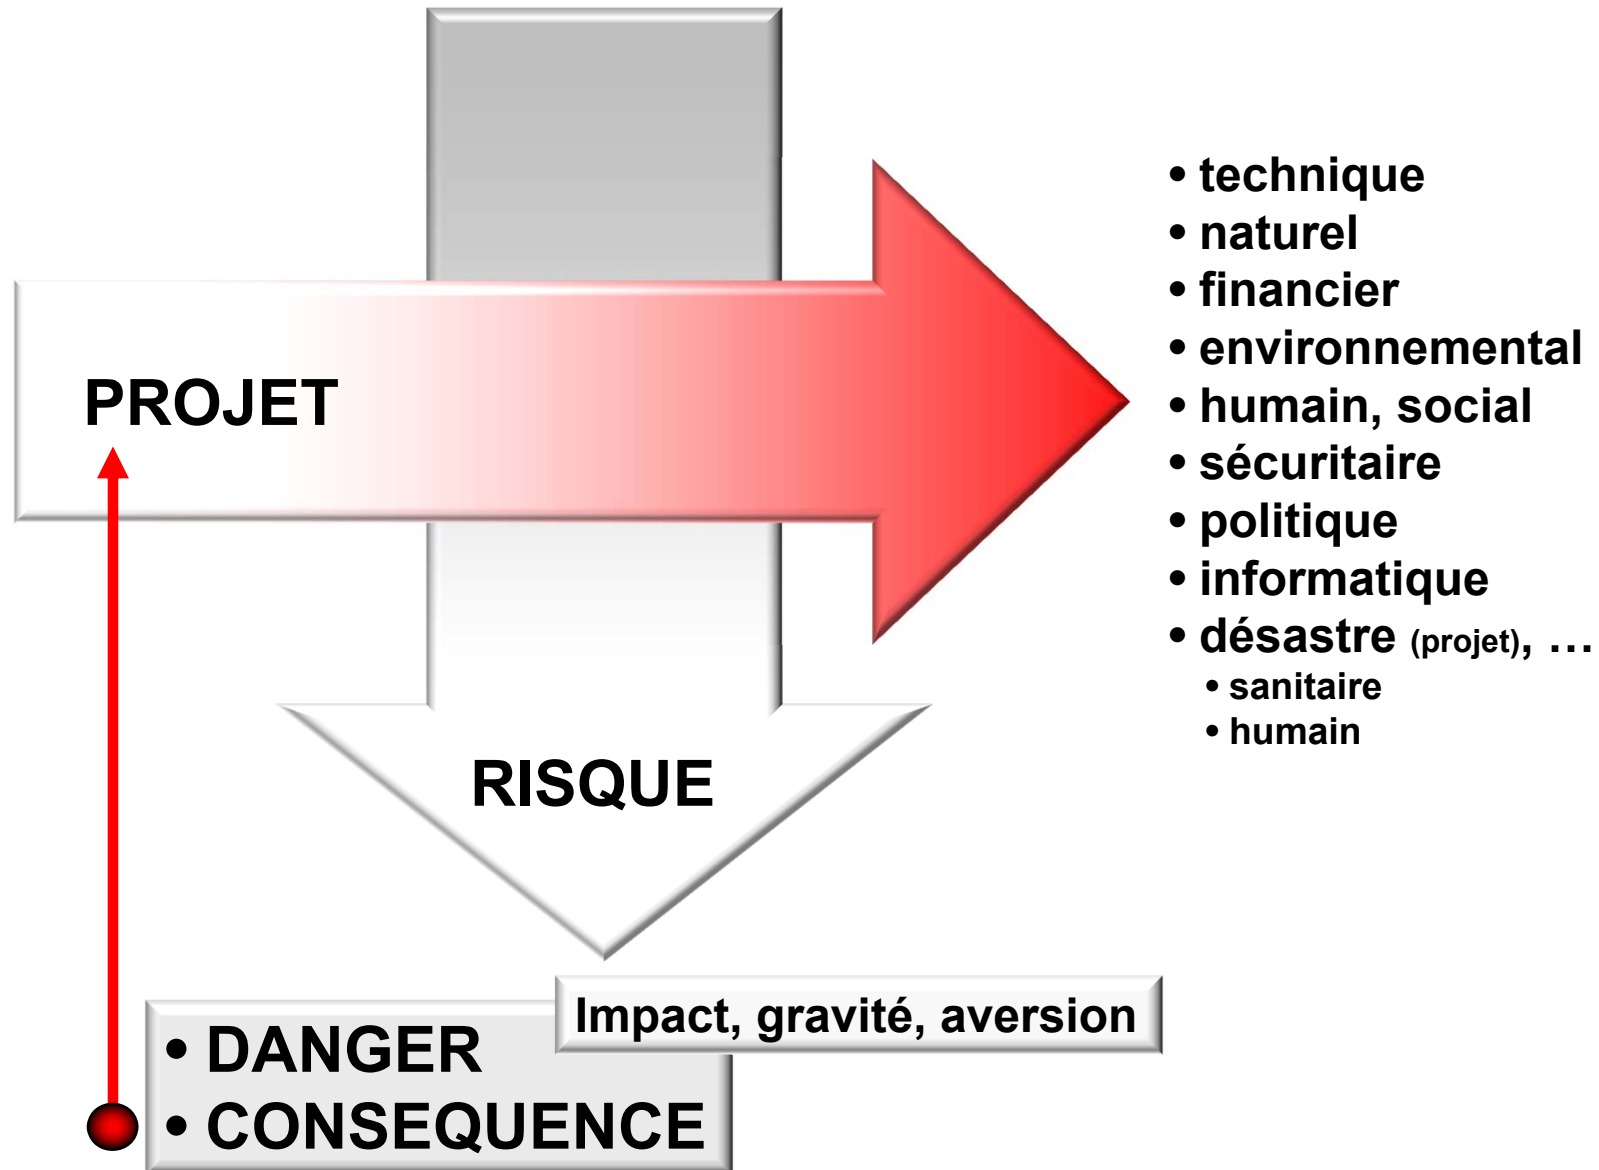 PROJET
• technique
• naturel
• financier
• environnemental
• humain, social
• sécuritaire
• politique
• informatique
• désastre (projet), …
• sanitaire
• humain
RISQUE
Impact, gravité, aversion
• DANGER
• CONSEQUENCE